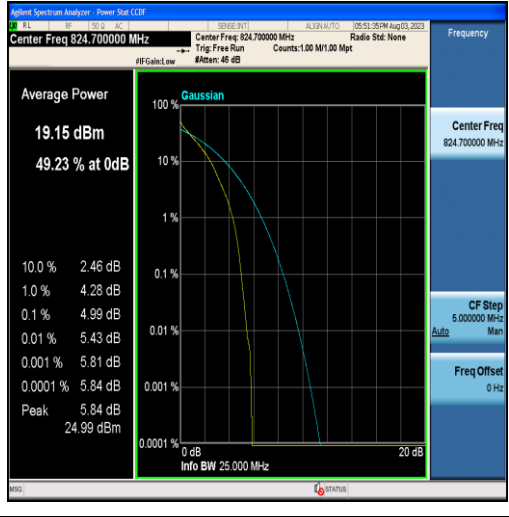 Agilent Spectrum Analyzer - Power Stat CCDF
RL RF 50 Ω AC SENSE:INT ALIGN AUTO 05:51:35 PM Aug 03, 2023
Center Freq 824.700000 MHz
Center Freq: 824.700000 MHz Radio Std: None
Trig: Free Run Counts:1.00 M/1.00 Mpt
#IFGain:Low #Atten: 46 dB
Frequency
Average Power
19.15 dBm
49.23 % at 0dB
10.0 % 2.46 dB
1.0 % 4.28 dB
0.1 % 4.99 dB
0.01 % 5.43 dB
0.001 % 5.81 dB
0.0001 % 5.84 dB
Peak 5.84 dB
24.99 dBm
Gaussian
100 %
10 %
1 %
0.1 %
0.01 %
0.001 %
0.0001 %
0 dB 20 dB
Info BW 25.000 MHz
Center Freq
824.700000 MHz
CF Step
5.000000 MHz
Auto Man
Freq Offset
0 Hz
MSG STATUS